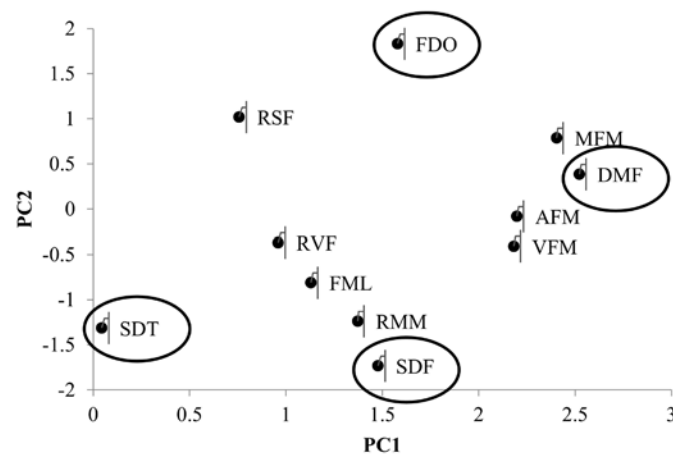 2
FDO
1.5
RSF
1
MFM
0.5
DMF
PC2
0
AFM
RVF
VFM
-0.5
FML
-1
RMM
SDT
-1.5
SDF
-2
0 0.5 1 1.5 2 2.5 3
PC1